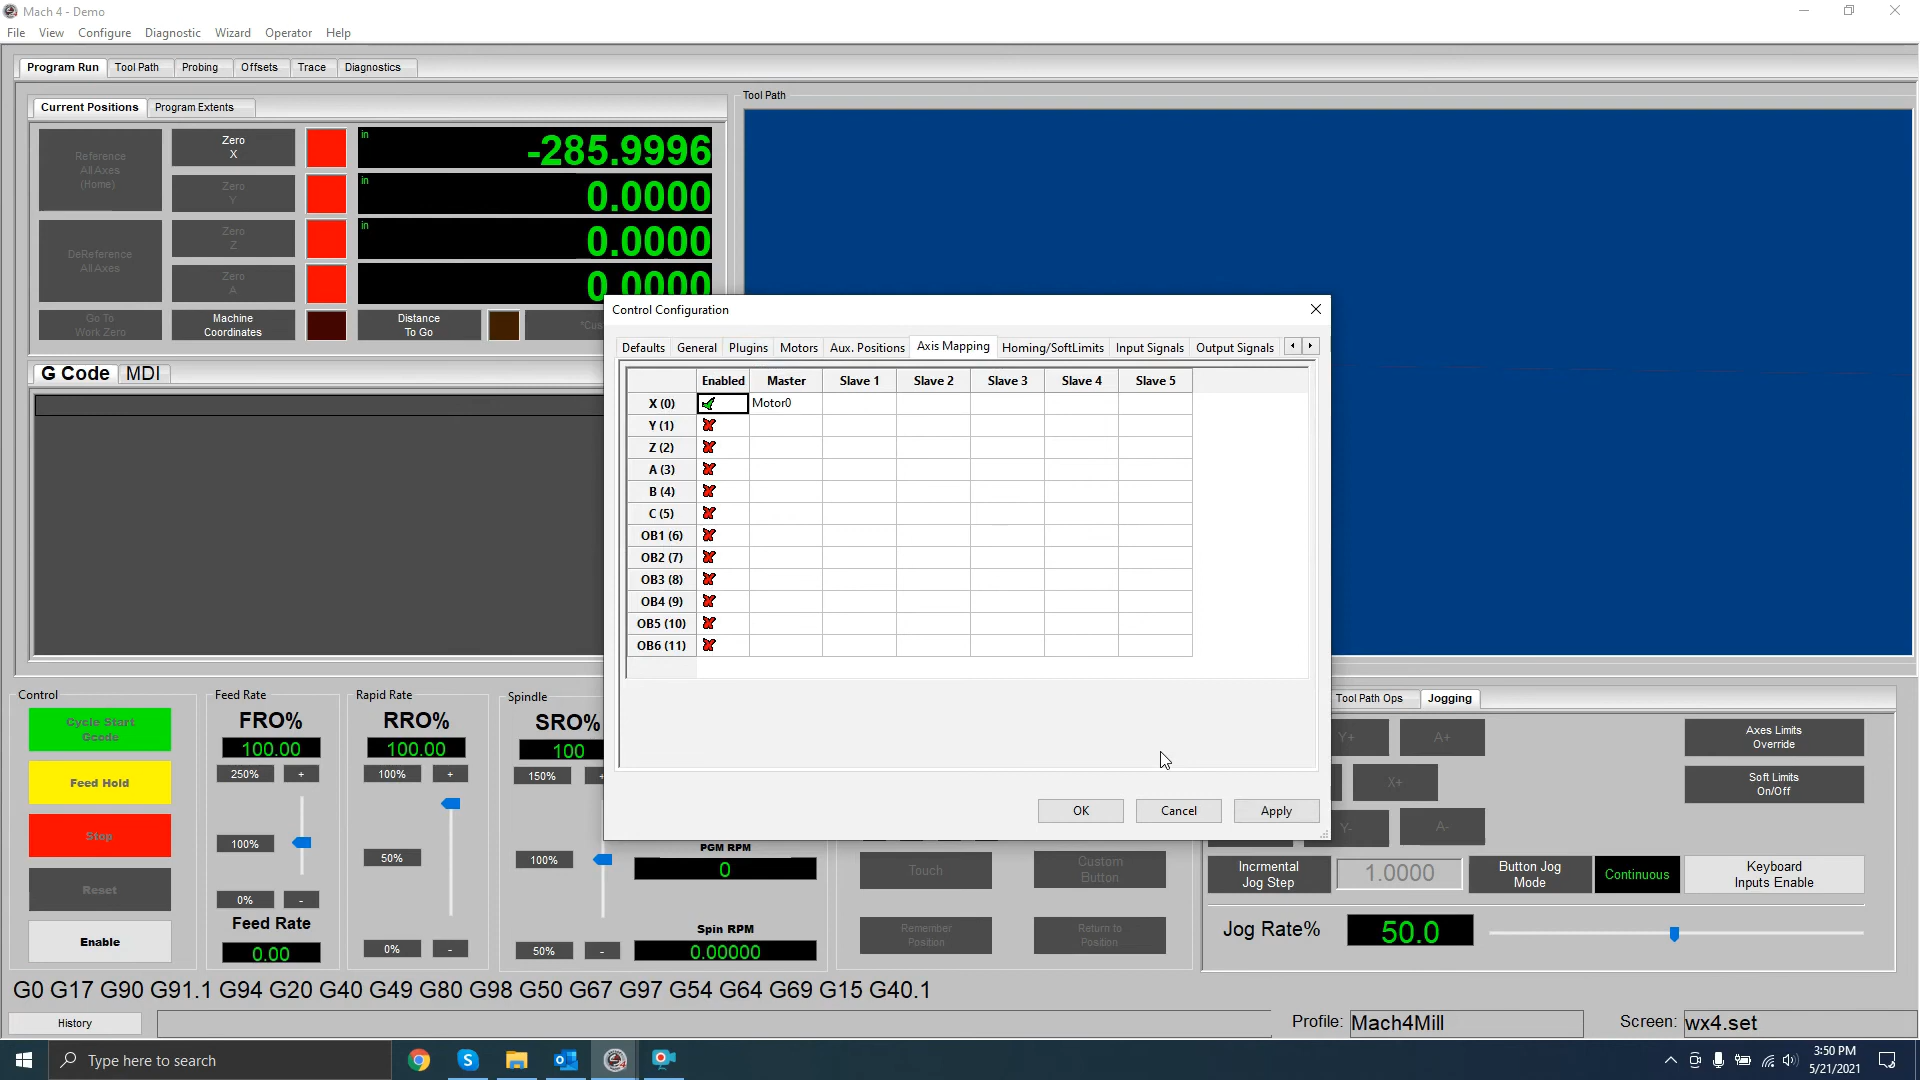 Mach 4 - Demo
File View Configure Diagnostic Wizard Operator Help
Program Run Tool Path Probing Offsets Trace Diagnostics
Current Positions Program Extents
Tool Path
Reference
All Axes
(Home)
Zero
X
in
-285.9996
Zero
Y
in
0.0000
DeReference
All Axes
Zero
Z
in
0.0000
Zero
A
0.0000
Go To
Work Zero
Machine
Coordinates
Distance
To Go
G Code MDI
Control Configuration
Defaults General Plugins Motors Aux. Positions Axis Mapping Homing/SoftLimits Input Signals Output Signals
Enabled Master Slave 1 Slave 2 Slave 3 Slave 4 Slave 5
X (0) Motor0
Y (1)
Z (2)
A (3)
B (4)
C (5)
OB1 (6)
OB2 (7)
OB3 (8)
OB4 (9)
OB5 (10)
OB6 (11)
OK Cancel Apply
Control
Cycle Start
Gcode
Feed Hold
Stop
Reset
Enable
Feed Rate
FRO%
100.00
250% +
100%
0% -
Feed Rate
0.00
Rapid Rate
RRO%
100.00
100% +
50%
0% -
Spindle
SRO%
100
150% +
100%
50% -
PGM RPM
0
Spin RPM
0.00000
Touch
Custom
Button
Remember
Position
Return to
Position
Tool Path Ops Jogging
Y+ A+
X+
Y- A-
Axes Limits
Override
Soft Limits
On/Off
Incrmental
Jog Step
1.0000
Button Jog
Mode
Continuous
Keyboard
Inputs Enable
Jog Rate% 50.0
G0 G17 G90 G91.1 G94 G20 G40 G49 G80 G98 G50 G67 G97 G54 G64 G69 G15 G40.1
History
Profile: Mach4Mill
Screen: wx4.set
Type here to search
3:50 PM
5/21/2021